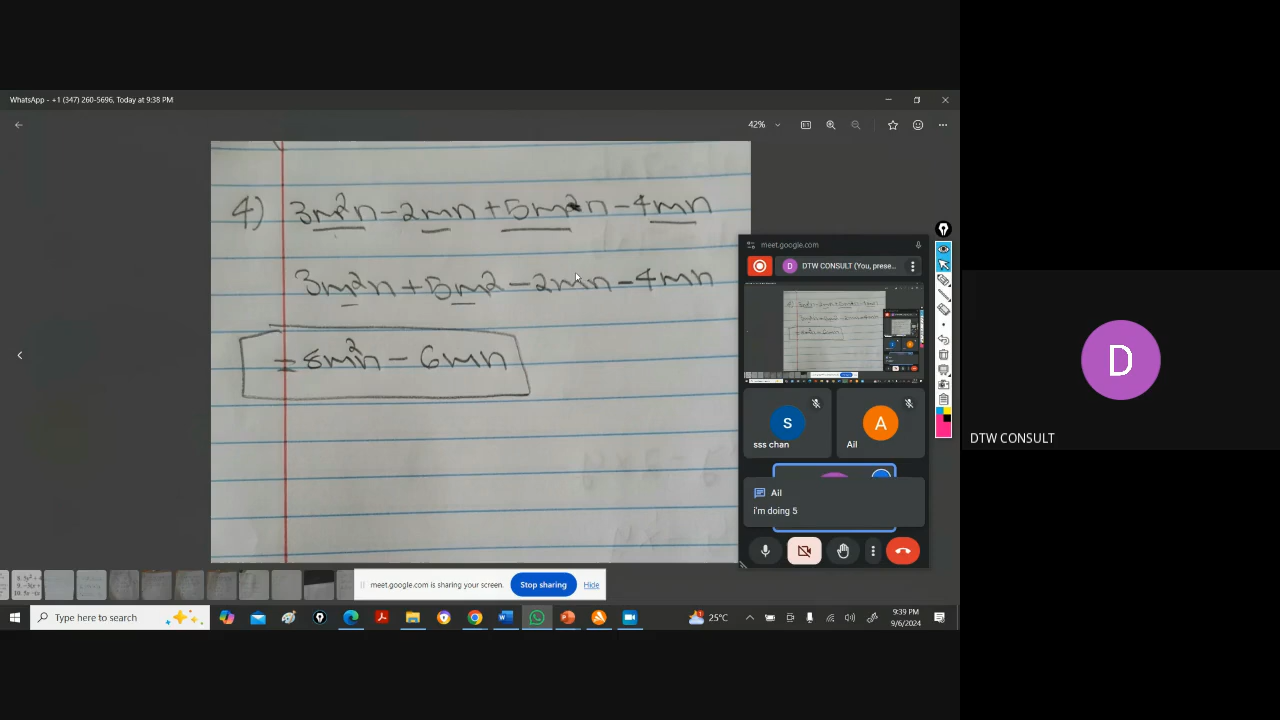 WhatsApp - +1 (347) 260-5696, Today at 9:38 PM
42%
4) 3m²n - 2mn + 5m²n - 4mn
3m²n + 5m² - 2mn - 4mn
= 8m²n - 6mn
meet.google.com
DTW CONSULT (You, prese...
s
sss chan
A
Ail
Ail
i'm doing 5
meet.google.com is sharing your screen.
Stop sharing
Hide
Type here to search
25°C
9:39 PM
9/6/2024
D
DTW CONSULT